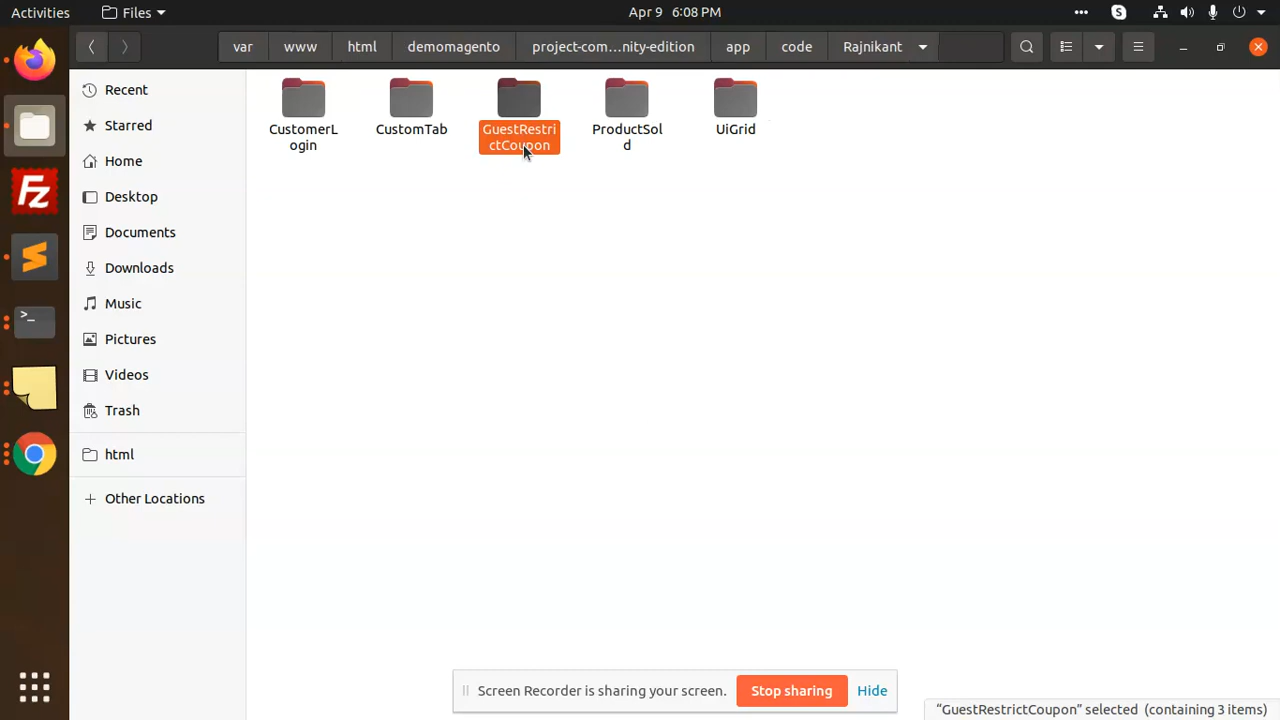 Activities
Files
Apr 9 6:08 PM
var
www
html
demomagento
project-com…nity-edition
app
code
Rajnikant
Recent
Starred
Home
Desktop
Documents
Downloads
Music
Pictures
Videos
Trash
html
Other Locations
CustomerL
ogin
CustomTab
GuestRestri
ctCoupon
ProductSol
d
UiGrid
Screen Recorder is sharing your screen.
Stop sharing
Hide
“GuestRestrictCoupon” selected (containing 3 items)